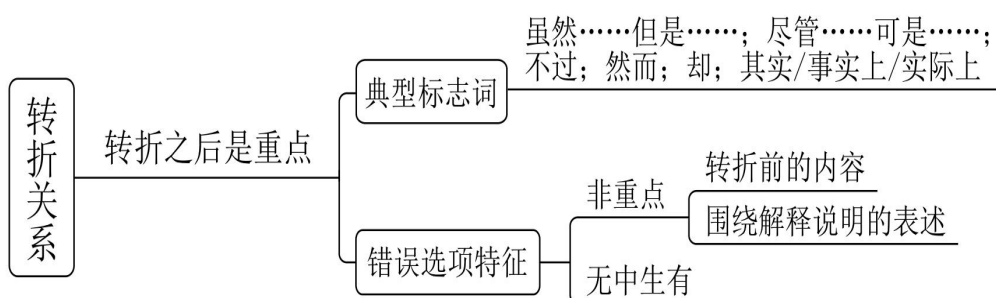 转折关系
转折之后是重点
典型标志词
虽然……但是……；尽管……可是……；
不过；然而；却；其实/事实上/实际上
错误选项特征
非重点
转折前的内容
围绕解释说明的表述
无中生有